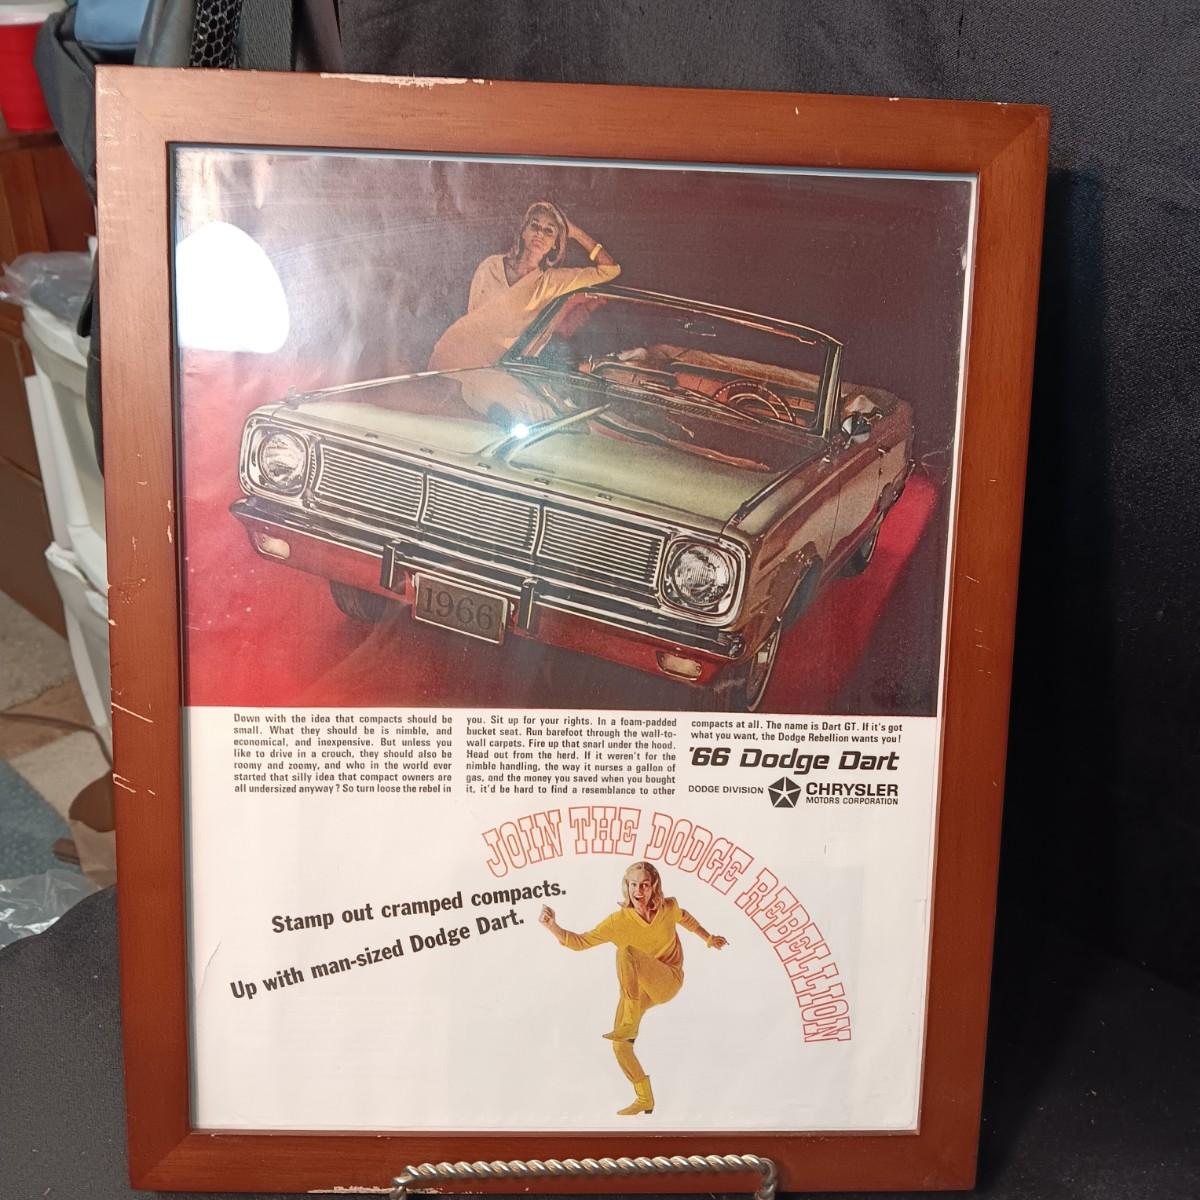 1966
Down with the idea that compacts should be
small. What they should be is nimble, and
economical, and inexpensive. But unless you
like to drive in a crouch, they should also be
roomy and zoomy, and who in the world ever
started that silly idea that compact owners are
all undersized anyway? So turn loose the rebel in
you. Sit up for your rights. In a foam-padded
bucket seat. Run barefoot through the wall-to-
wall carpets. Fire up that snarl under the hood.
Head out from the herd. If it weren't for the
nimble handling, the way it nurses a gallon of
gas, and the money you saved when you bought
it, it'd be hard to find a resemblance to other
compacts at all. The name is Dart GT. If it's got
what you want, the Dodge Rebellion wants you!
'66 Dodge Dart
DODGE DIVISION CHRYSLER
MOTORS CORPORATION
JOIN THE DODGE REBELLION
Stamp out cramped compacts.
Up with man-sized Dodge Dart.